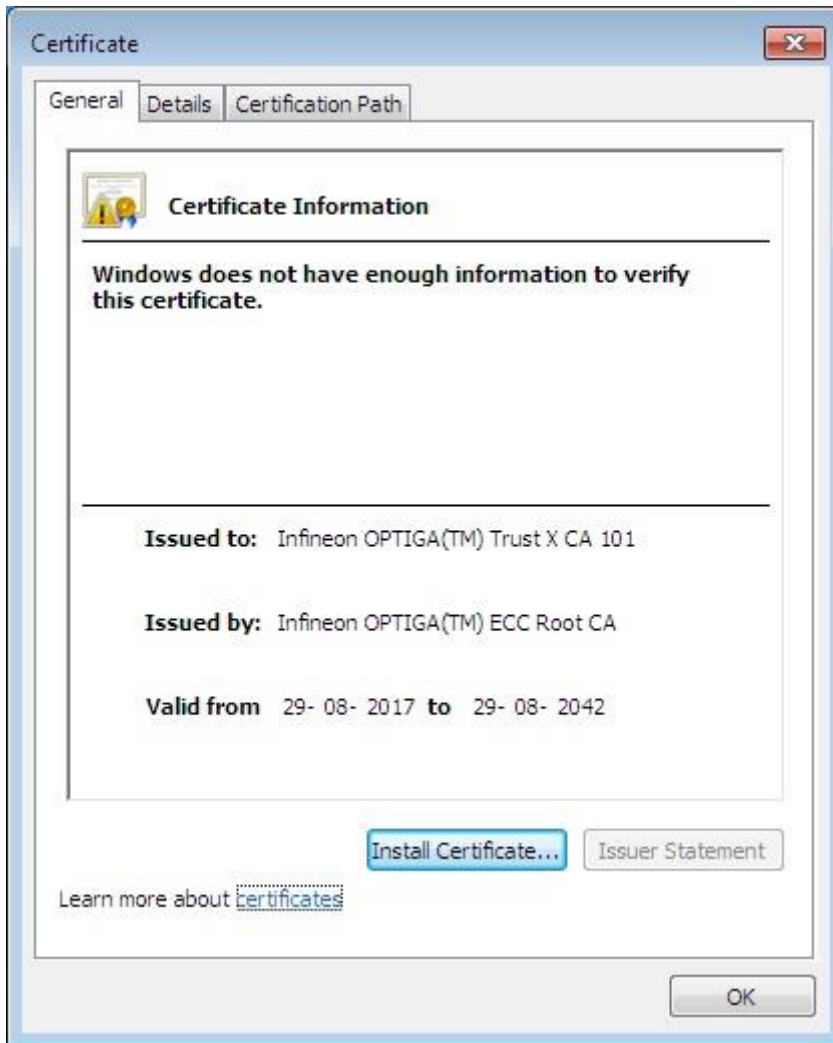 Certificate
General Details Certification Path
Certificate Information
Windows does not have enough information to verify
this certificate.
Issued to: Infineon OPTIGA(TM) Trust X CA 101
Issued by: Infineon OPTIGA(TM) ECC Root CA
Valid from 29- 08- 2017 to 29- 08- 2042
Install Certificate... Issuer Statement
Learn more about certificates
OK